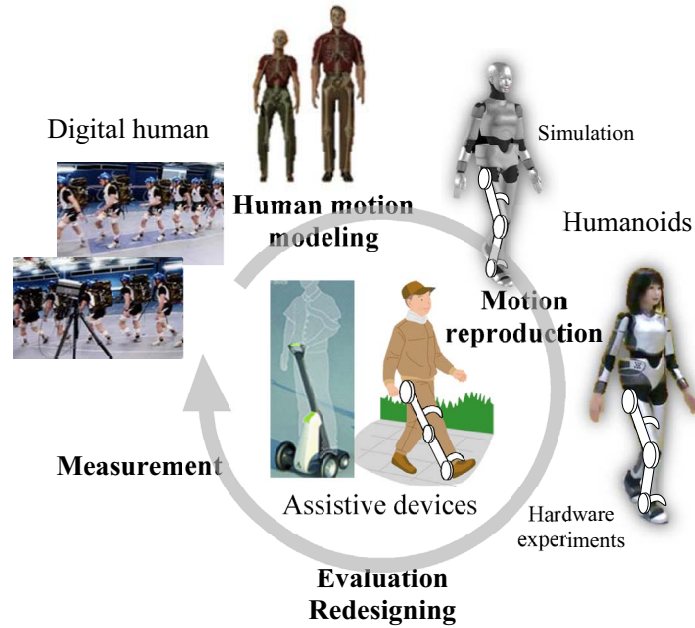 Digital human
Human motion
modeling
Simulation
Humanoids
Motion
reproduction
Measurement
Assistive devices
Hardware
experiments
Evaluation
Redesigning